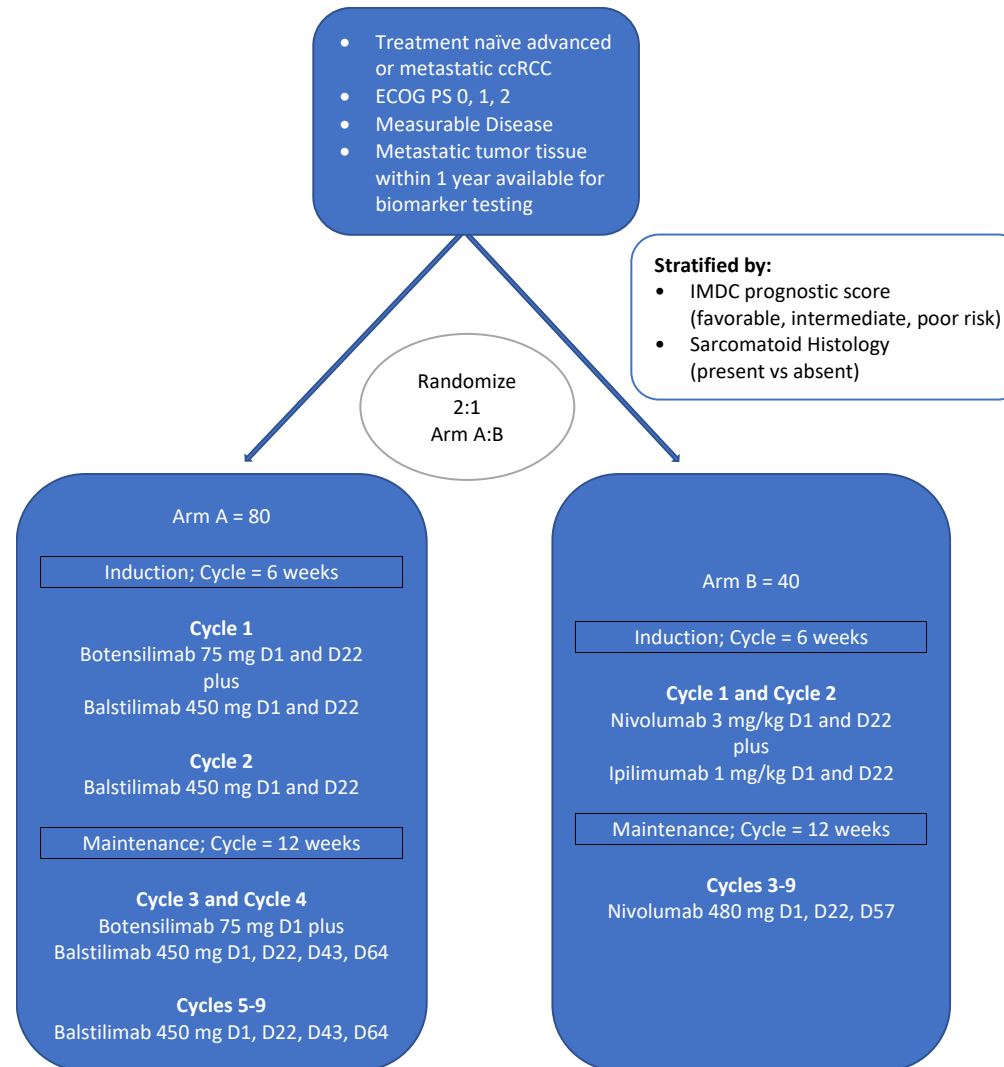 • Treatment naïve advanced
or metastatic ccRCC
• ECOG PS 0, 1, 2
• Measurable Disease
• Metastatic tumor tissue
within 1 year available for
biomarker testing
Stratified by:
• IMDC prognostic score
(favorable, intermediate, poor risk)
• Sarcomatoid Histology
(present vs absent)
Randomize
2:1
Arm A:B
Arm A = 80
Induction; Cycle = 6 weeks
Cycle 1
Botensilimab 75 mg D1 and D22
plus
Balstilimab 450 mg D1 and D22
Cycle 2
Balstilimab 450 mg D1 and D22
Maintenance; Cycle = 12 weeks
Cycle 3 and Cycle 4
Botensilimab 75 mg D1 plus
Balstilimab 450 mg D1, D22, D43, D64
Cycles 5-9
Balstilimab 450 mg D1, D22, D43, D64
Arm B = 40
Induction; Cycle = 6 weeks
Cycle 1 and Cycle 2
Nivolumab 3 mg/kg D1 and D22
plus
Ipilimumab 1 mg/kg D1 and D22
Maintenance; Cycle = 12 weeks
Cycles 3-9
Nivolumab 480 mg D1, D22, D57